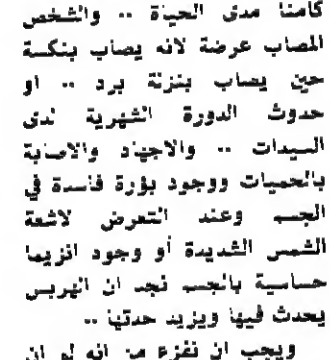 كامنا مدى الحياة .. والشخص
المصاب عرضة لانه يصاب بنكسة
حين يصاب بنزلة برد .. او
حدوث الدورة الشهرية لدى
السيدات .. والاجهاد والاصابة
بالحميات ووجود بؤرة فاسدة في
الجسم وعند التعرض لاشعة
الشمس الشديدة أو وجود انزيما
حساسية بالجسم نجد ان الهربس
يحدث فيها ويزيد حدتها ..
ويجب ان نفزع من انه لو ان